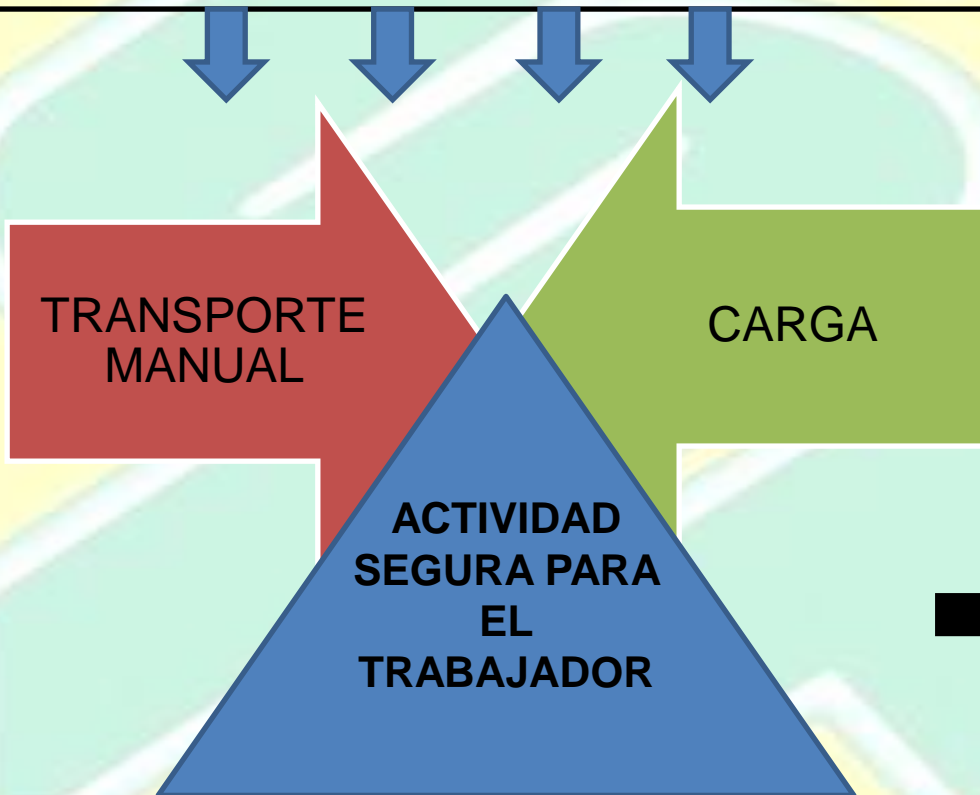 TRANSPORTE
MANUAL
CARGA
ACTIVIDAD
SEGURA PARA
EL
TRABAJADOR